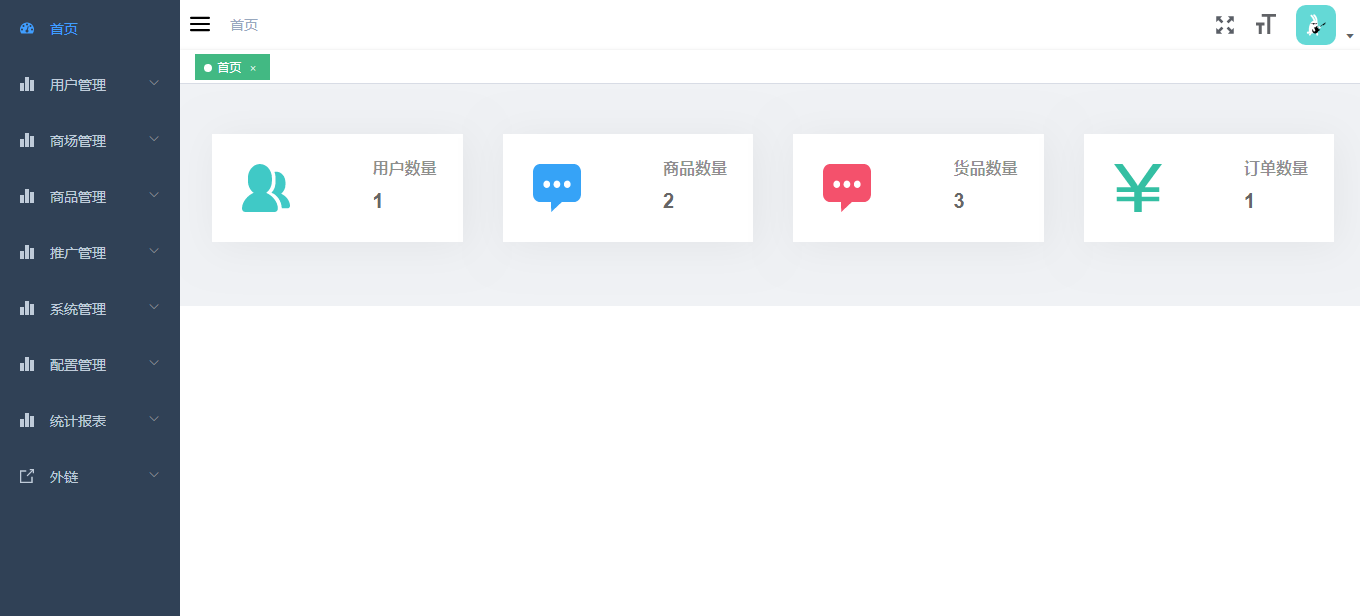 首页
用户管理
商场管理
商品管理
推广管理
系统管理
配置管理
统计报表
外链
首页
首页 ×
用户数量
1
商品数量
2
货品数量
3
订单数量
1